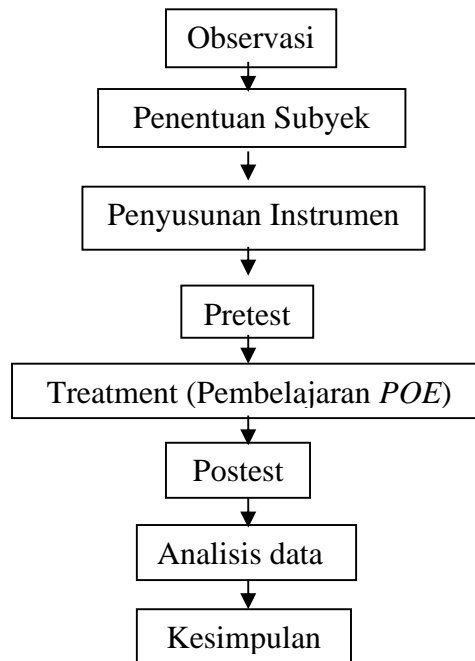 Observasi
Penentuan Subyek
Penyusunan Instrumen
Pretest
Treatment (Pembelajaran POE)
Postest
Analisis data
Kesimpulan